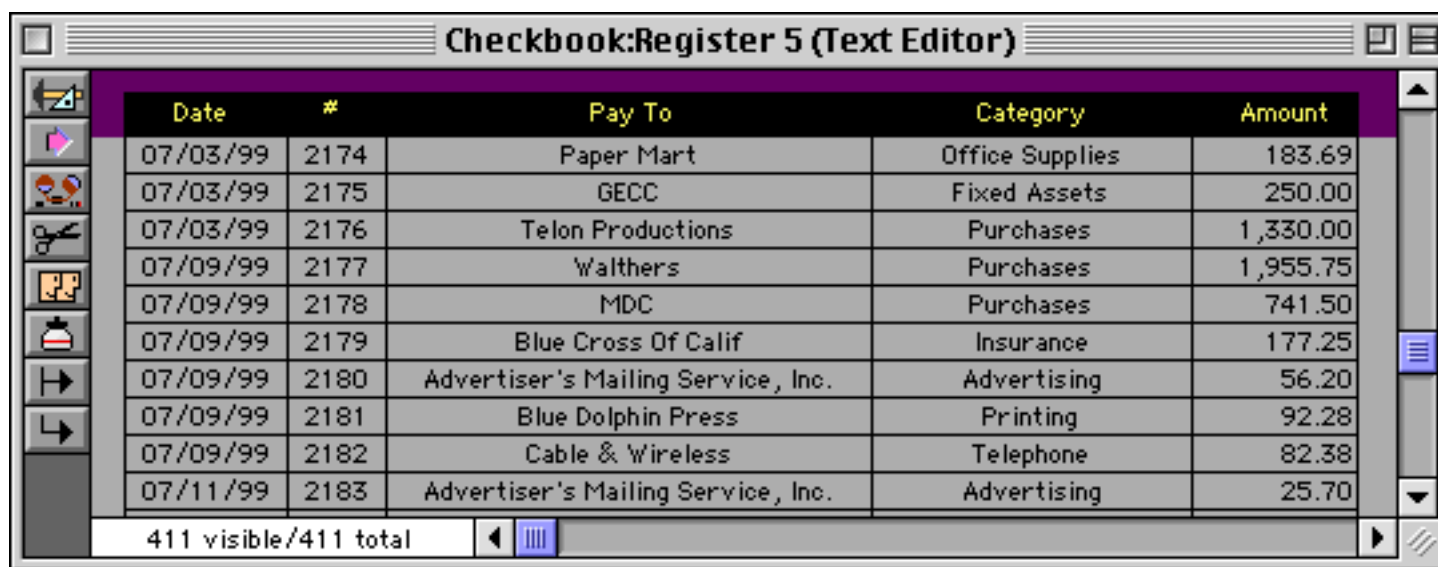 Checkbook:Register 5 (Text Editor)
Date # Pay To Category Amount
07/03/99 2174 Paper Mart Office Supplies 183.69
07/03/99 2175 GECC Fixed Assets 250.00
07/03/99 2176 Telon Productions Purchases 1,330.00
07/09/99 2177 Walthers Purchases 1,955.75
07/09/99 2178 MDC Purchases 741.50
07/09/99 2179 Blue Cross Of Calif Insurance 177.25
07/09/99 2180 Advertiser's Mailing Service, Inc. Advertising 56.20
07/09/99 2181 Blue Dolphin Press Printing 92.28
07/09/99 2182 Cable & Wireless Telephone 82.38
07/11/99 2183 Advertiser's Mailing Service, Inc. Advertising 25.70
411 visible/411 total